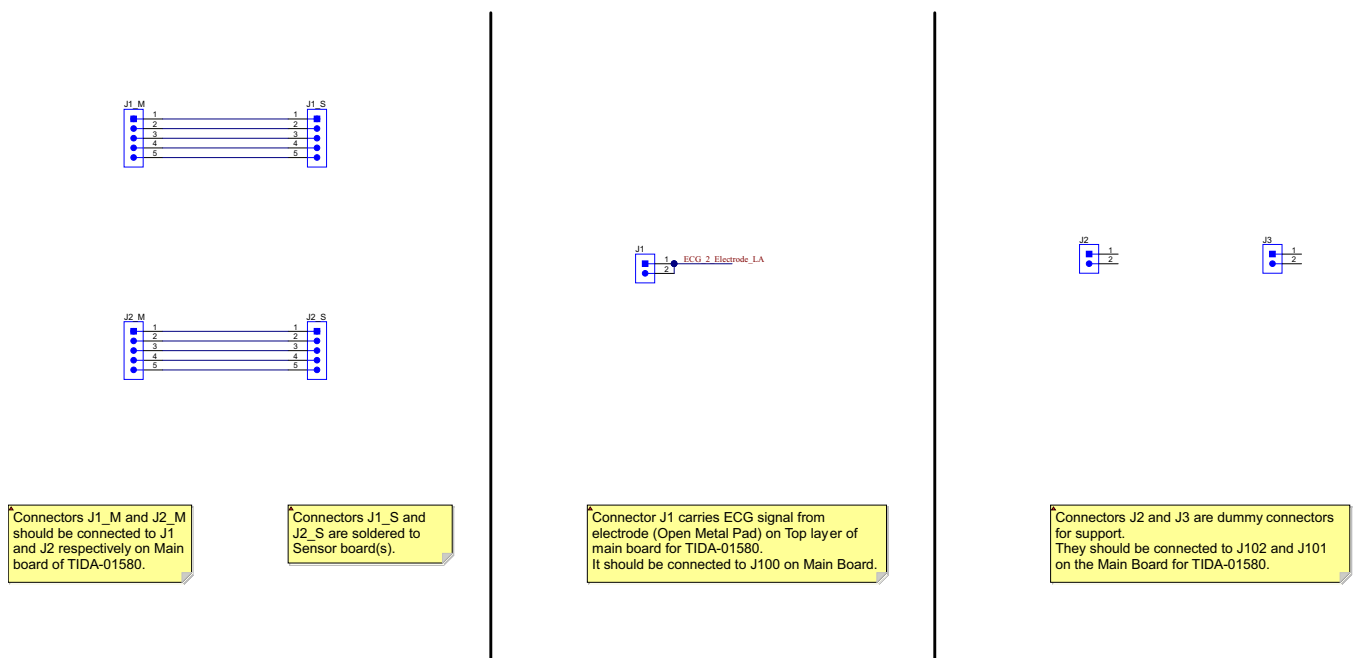 J1_M
J1_S
1 1
2 2
3 3
4 4
5 5
J2_M
J2_S
1 1
2 2
3 3
4 4
5 5
Connectors J1_M and J2_M
should be connected to J1
and J2 respectively on Main
board of TIDA-01580.
Connectors J1_S and
J2_S are soldered to
Sensor board(s).
J1
1
2
ECG_2_Electrode_LA
Connector J1 carries ECG signal from
electrode (Open Metal Pad) on Top layer of
main board for TIDA-01580.
It should be connected to J100 on Main Board.
J2
1
2
J3
1
2
Connectors J2 and J3 are dummy connectors
for support.
They should be connected to J102 and J101
on the Main Board for TIDA-01580.